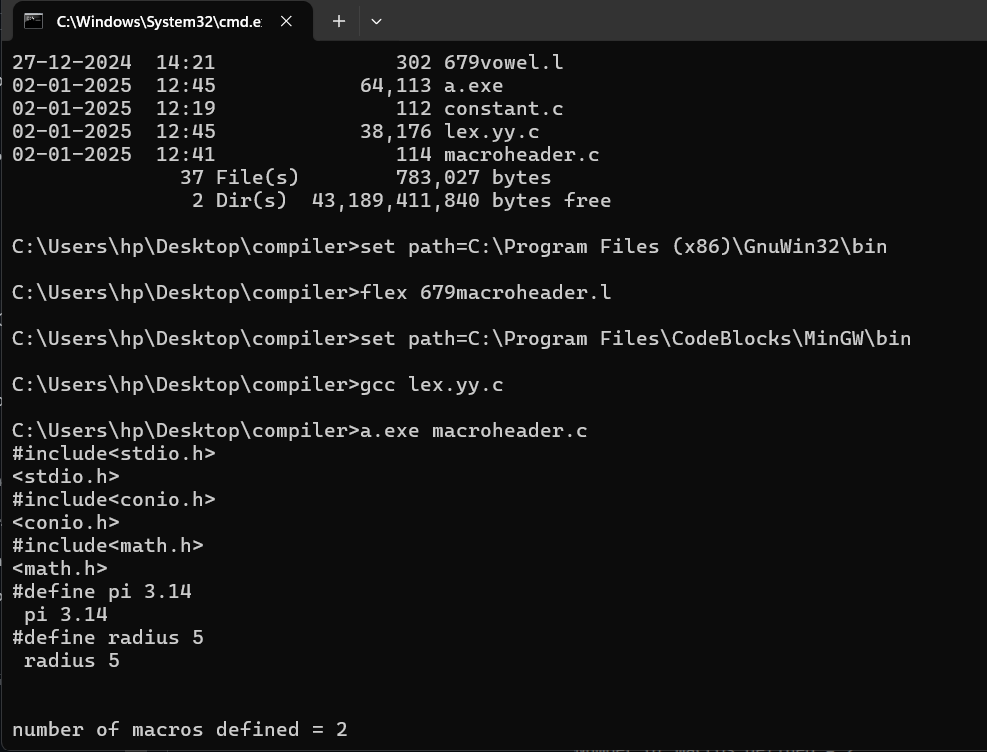 C:\Windows\System32\cmd.e
27-12-2024  14:21               302 679vowel.l
02-01-2025  12:45            64,113 a.exe
02-01-2025  12:19               112 constant.c
02-01-2025  12:45            38,176 lex.yy.c
02-01-2025  12:41               114 macroheader.c
              37 File(s)        783,027 bytes
               2 Dir(s)  43,189,411,840 bytes free
C:\Users\hp\Desktop\compiler>set path=C:\Program Files (x86)\GnuWin32\bin
C:\Users\hp\Desktop\compiler>flex 679macroheader.l
C:\Users\hp\Desktop\compiler>set path=C:\Program Files\CodeBlocks\MinGW\bin
C:\Users\hp\Desktop\compiler>gcc lex.yy.c
C:\Users\hp\Desktop\compiler>a.exe macroheader.c
#include<stdio.h>
<stdio.h>
#include<conio.h>
<conio.h>
#include<math.h>
<math.h>
#define pi 3.14
 pi 3.14
#define radius 5
 radius 5
number of macros defined = 2